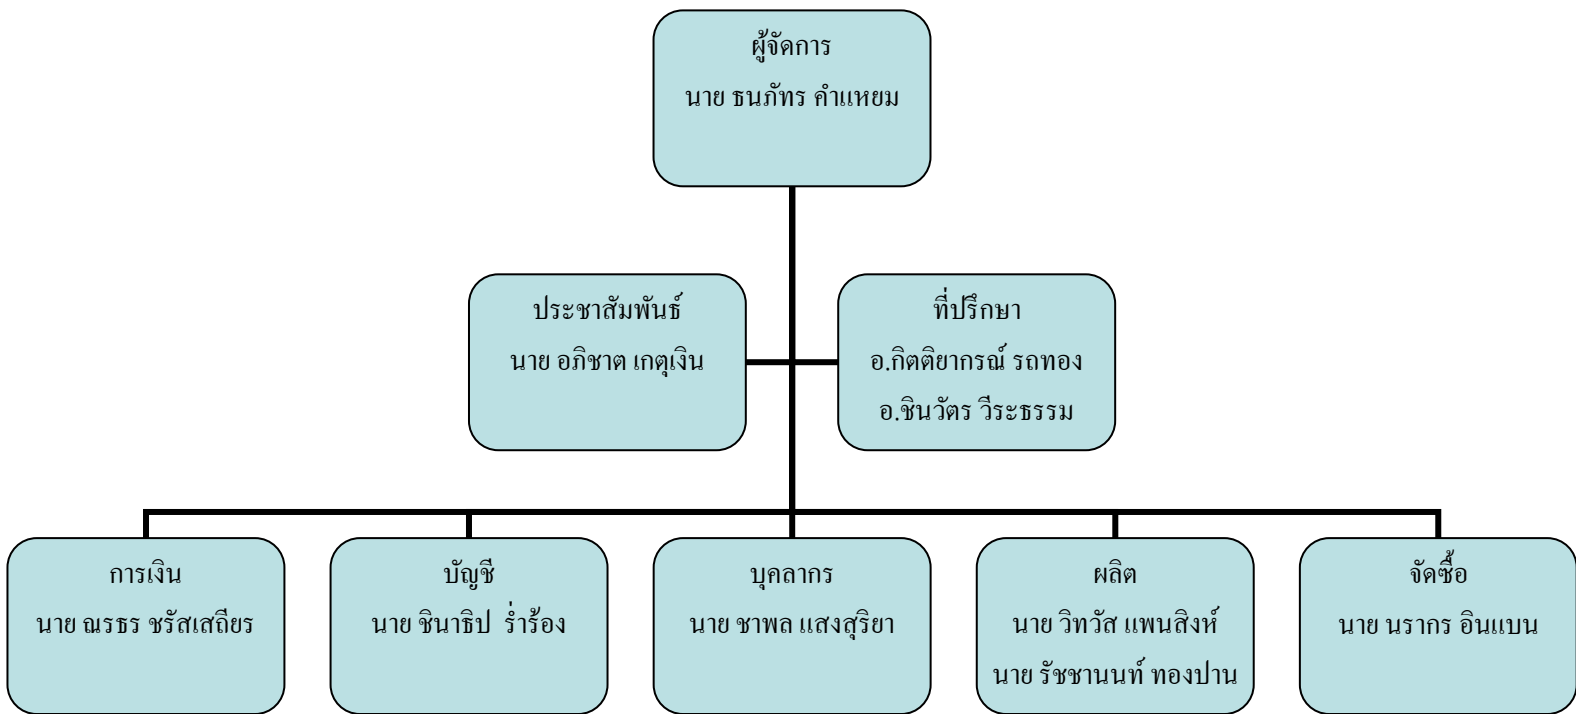 ผู้จัดการ
นาย ธนภัทร คำแหยม
ประชาสัมพันธ์
นาย อภิชาต เกตุเงิน
ที่ปรึกษา
อ.กิตติยากรณ์ รถทอง
อ.ชินวัตร วีระธรรม
การเงิน
นาย ณรธร ชรัสเสถียร
บัญชี
นาย ชินาธิป ร่ำร้อง
บุคลากร
นาย ชาพล แสงสุริยา
ผลิต
นาย วิทวัส แพนสิงห์
นาย รัชชานนท์ ทองปาน
จัดซื้อ
นาย นรากร อินแบน